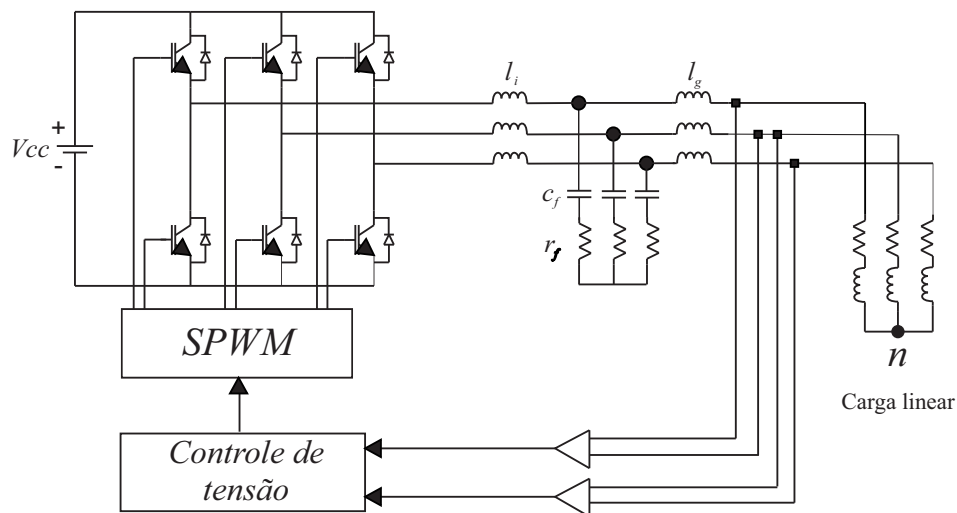 l_i
l_g
+
Vcc
-
c_f
r_f
SPWM
n
Carga linear
Controle de
tensão